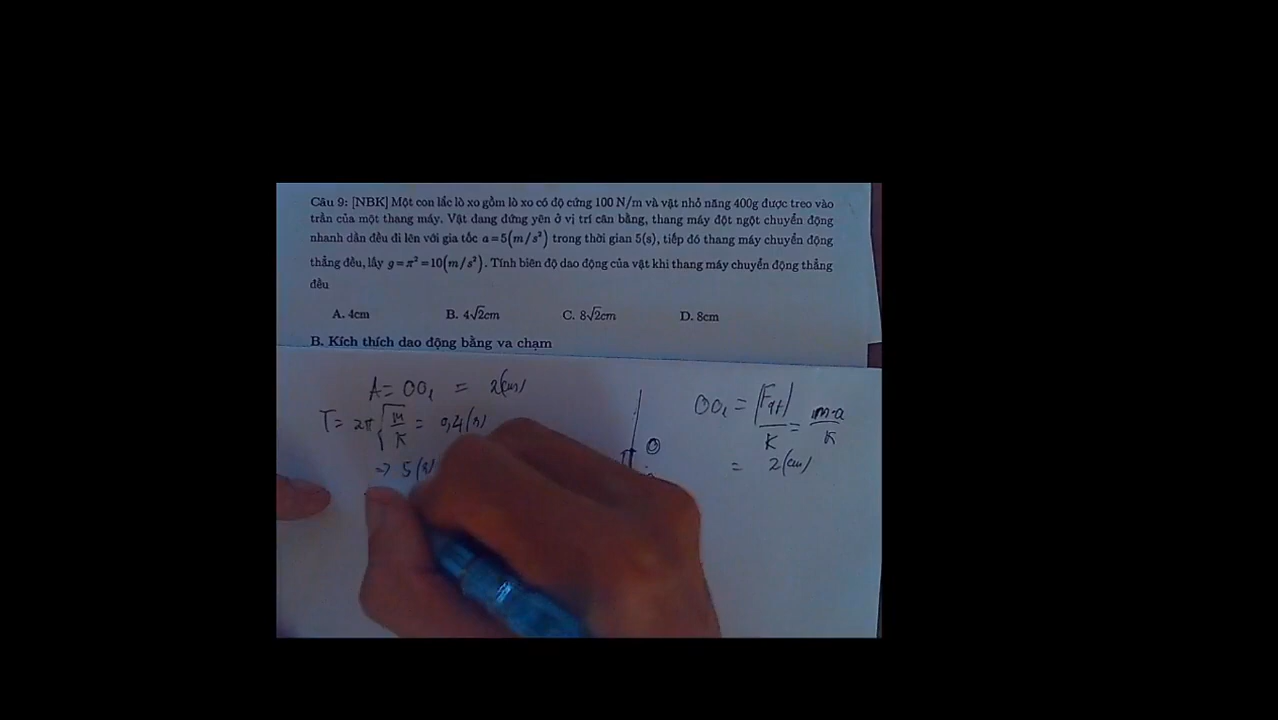 Câu 9: [NBK] Một con lắc lò xo gồm lò xo có độ cứng 100 N/m và vật nhỏ nặng 400g được treo vào
trần của một thang máy. Vật đang đứng yên ở vị trí cân bằng, thang máy đột ngột chuyển động
nhanh dần đều đi lên với gia tốc a=5(m/s²) trong thời gian 5(s), tiếp đó thang máy chuyển động
thẳng đều, lấy g=π²=10(m/s²). Tính biên độ dao động của vật khi thang máy chuyển động thẳng
đều
A. 4cm B. 4√2cm C. 8√2cm D. 8cm
B. Kích thích dao động bằng va chạm
A = OO₁ = 2(cm)
T = 2π√(m/K) = 0,4(s)
=> 5(s)
O
OO₁ = |Fqt|/K = m.a/K
= 2(cm)